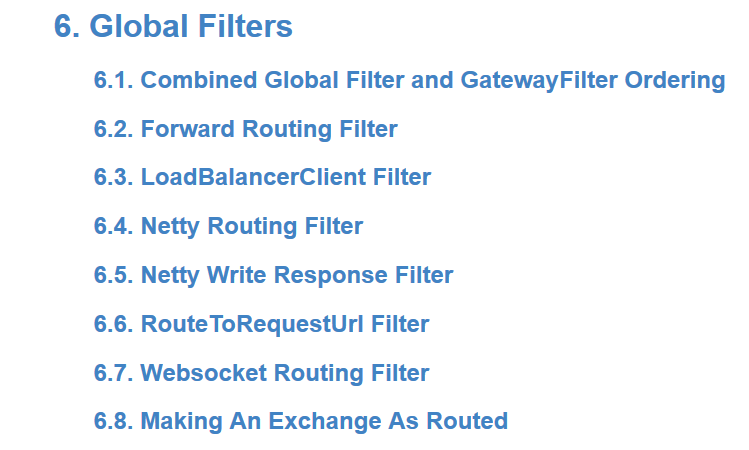 6. Global Filters
6.1. Combined Global Filter and GatewayFilter Ordering
6.2. Forward Routing Filter
6.3. LoadBalancerClient Filter
6.4. Netty Routing Filter
6.5. Netty Write Response Filter
6.6. RouteToRequestUrl Filter
6.7. Websocket Routing Filter
6.8. Making An Exchange As Routed